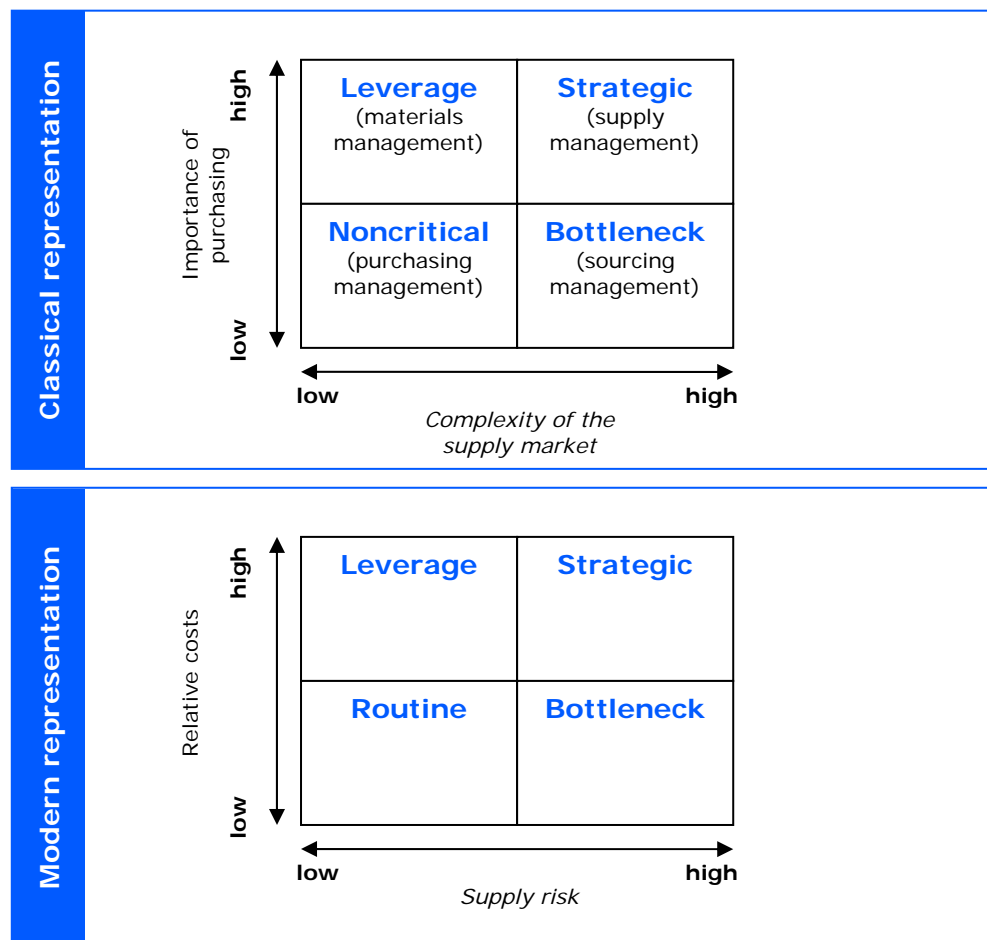 Classical representation
Importance of
purchasing
high
low
Leverage
(materials
management)
Strategic
(supply
management)
Noncritical
(purchasing
management)
Bottleneck
(sourcing
management)
low
high
Complexity of the
supply market
Modern representation
Relative costs
high
low
Leverage
Strategic
Routine
Bottleneck
low
high
Supply risk